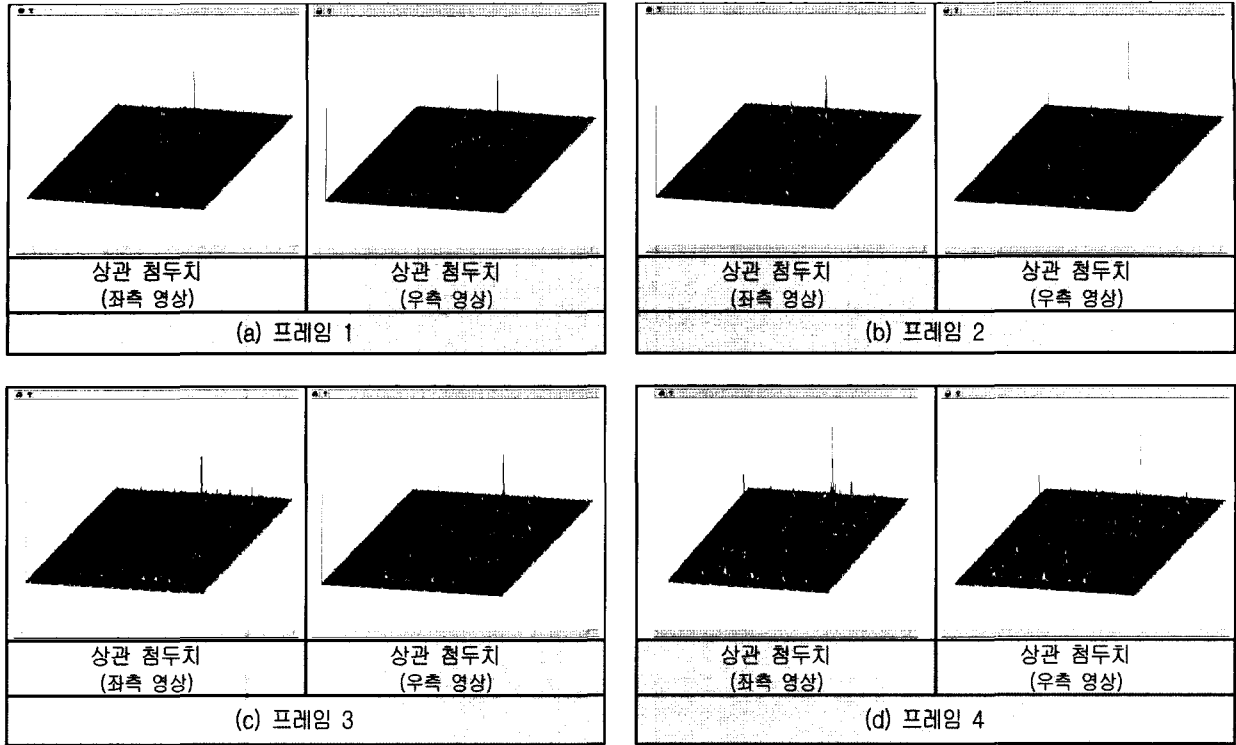 상관 첨두치
(좌측 영상)
상관 첨두치
(우측 영상)
(a) 프레임 1
상관 첨두치
(좌측 영상)
상관 첨두치
(우측 영상)
(b) 프레임 2
상관 첨두치
(좌측 영상)
상관 첨두치
(우측 영상)
(c) 프레임 3
상관 첨두치
(좌측 영상)
상관 첨두치
(우측 영상)
(d) 프레임 4